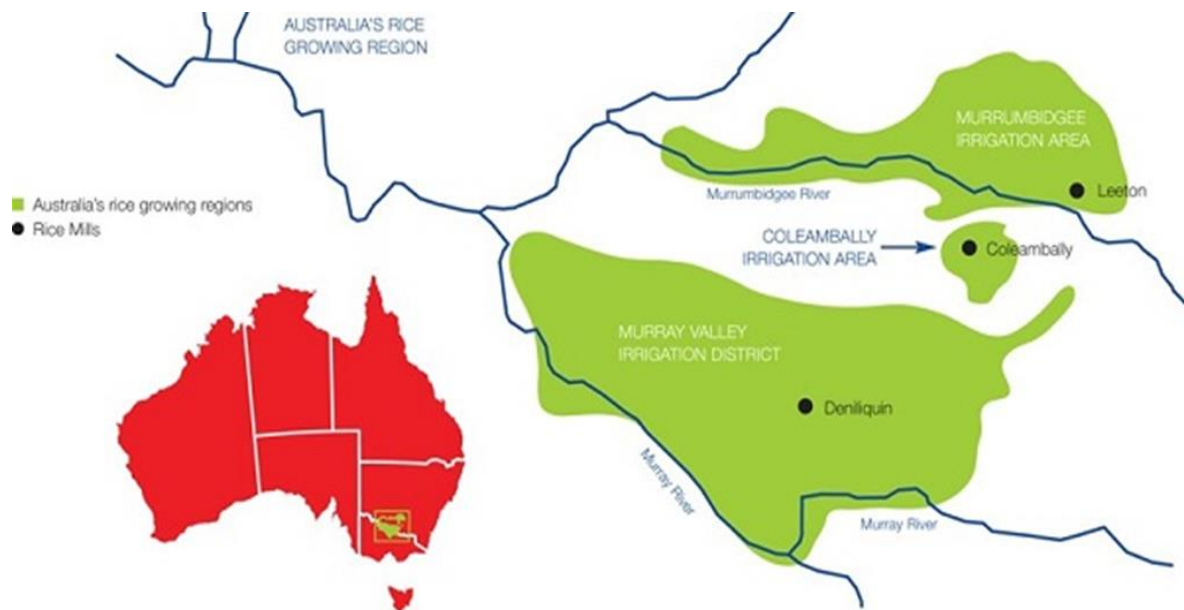 AUSTRALIA'S RICE
GROWING REGION
MURRUMBIDGEE
IRRIGATION AREA
Leeton
Murrumbidgee River
Australia's rice growing regions
Rice Mills
COLEAMBALLY
IRRIGATION AREA
Coleambally
MURRAY VALLEY
IRRIGATION DISTRICT
Deniliquin
Murray River
Murray River